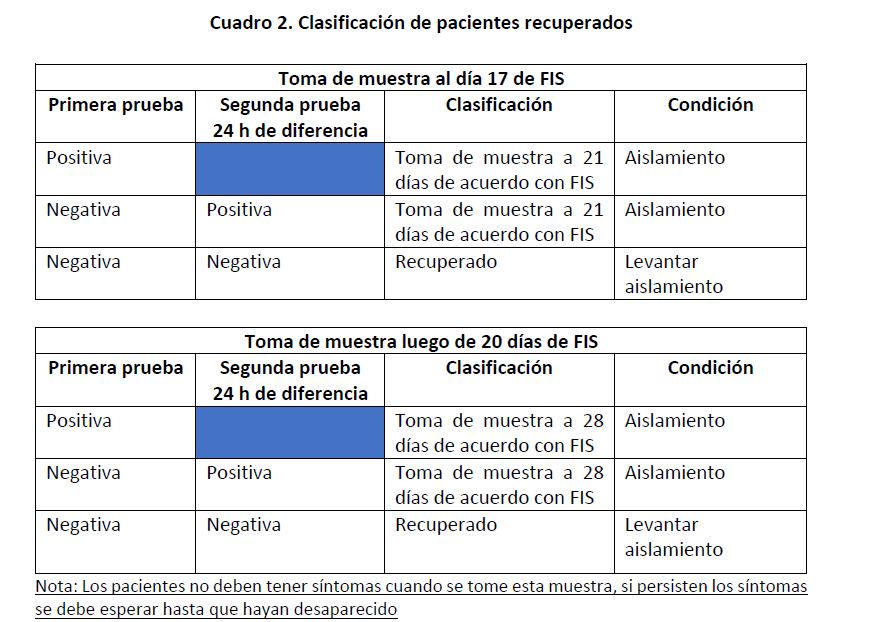 Cuadro 2. Clasificación de pacientes recuperados
Toma de muestra al día 17 de FIS
Primera prueba Segunda prueba Clasificación Condición
24 h de diferencia
Positiva Toma de muestra a 21 Aislamiento
días de acuerdo con FIS
Negativa Positiva Toma de muestra a 21 Aislamiento
días de acuerdo con FIS
Negativa Negativa Recuperado Levantar
aislamiento
Toma de muestra luego de 20 días de FIS
Primera prueba Segunda prueba Clasificación Condición
24 h de diferencia
Positiva Toma de muestra a 28 Aislamiento
días de acuerdo con FIS
Negativa Positiva Toma de muestra a 28 Aislamiento
días de acuerdo con FIS
Negativa Negativa Recuperado Levantar
aislamiento
Nota: Los pacientes no deben tener síntomas cuando se tome esta muestra, si persisten los síntomas
se debe esperar hasta que hayan desaparecido